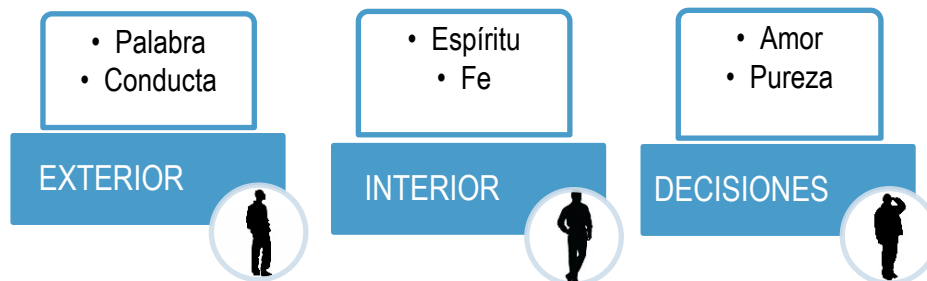 • Palabra
• Conducta
EXTERIOR
• Espíritu
• Fe
INTERIOR
• Amor
• Pureza
DECISIONES